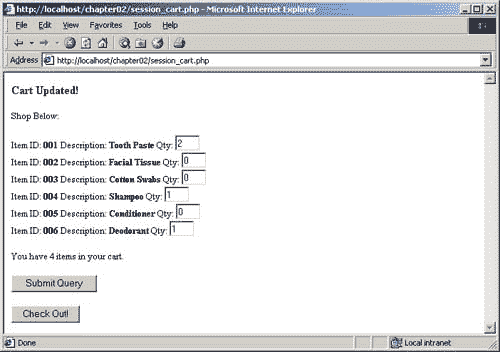 http://localhost/chapter02/session_cart.php - Microsoft Internet Explorer
File Edit View Favorites Tools Help
Address http://localhost/chapter02/session_cart.php
Cart Updated!
Shop Below:
Item ID: 001 Description: Tooth Paste Qty: 2
Item ID: 002 Description: Facial Tissue Qty: 0
Item ID: 003 Description: Cotton Swabs Qty: 0
Item ID: 004 Description: Shampoo Qty: 1
Item ID: 005 Description: Conditioner Qty: 0
Item ID: 006 Description: Deodorant Qty: 1
You have 4 items in your cart.
Submit Query
Check Out!
Done Local intranet